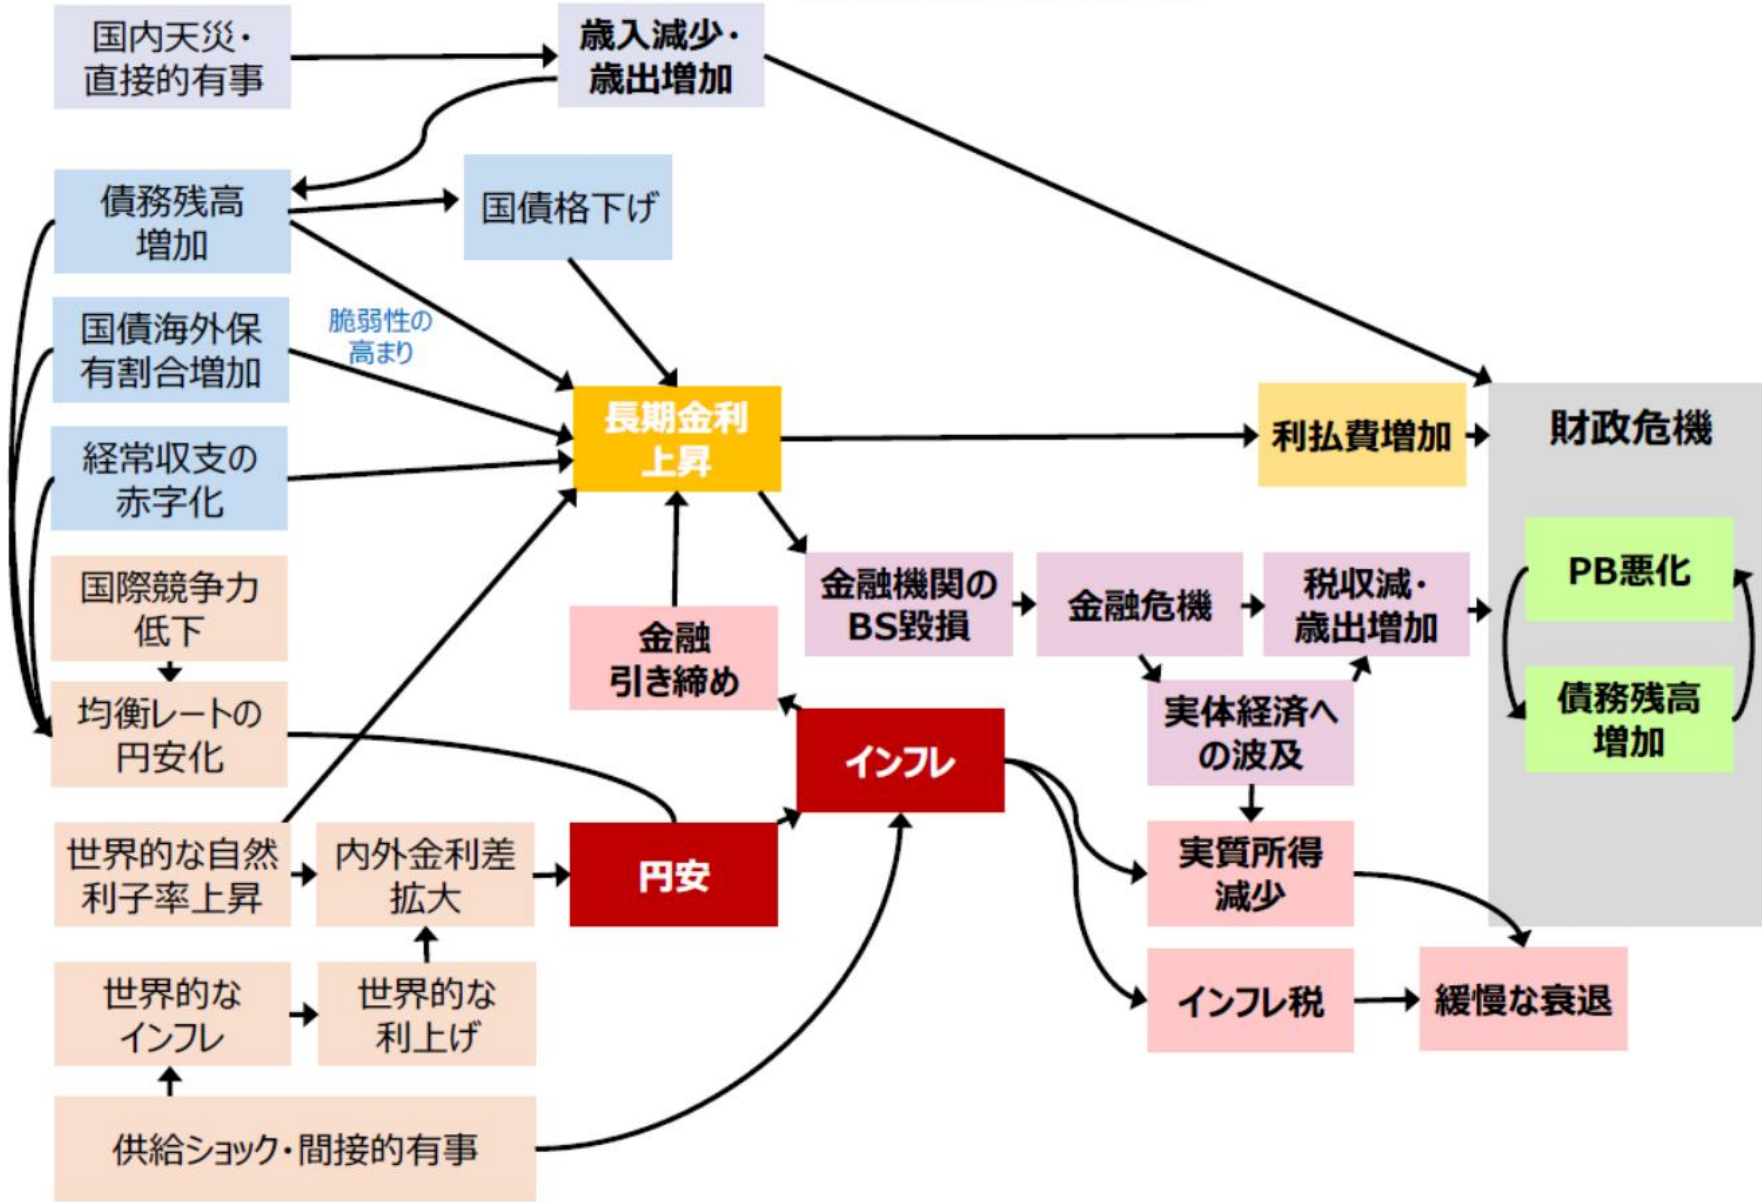 国内天災・
直接的有事
歳入減少・
歳出増加
債務残高
増加
国債格下げ
国債海外保
有割合増加
脆弱性の
高まり
経常収支の
赤字化
長期金利
上昇
利払費増加
財政危機
国際競争力
低下
金融
引き締め
金融機関の
BS毀損
金融危機
税収減・
歳出増加
PB悪化
均衡レートの
円安化
インフレ
実体経済へ
の波及
債務残高
増加
世界的な自然
利子率上昇
内外金利差
拡大
円安
実質所得
減少
世界的な
インフレ
世界的な
利上げ
インフレ税
緩慢な衰退
供給ショック・間接的有事